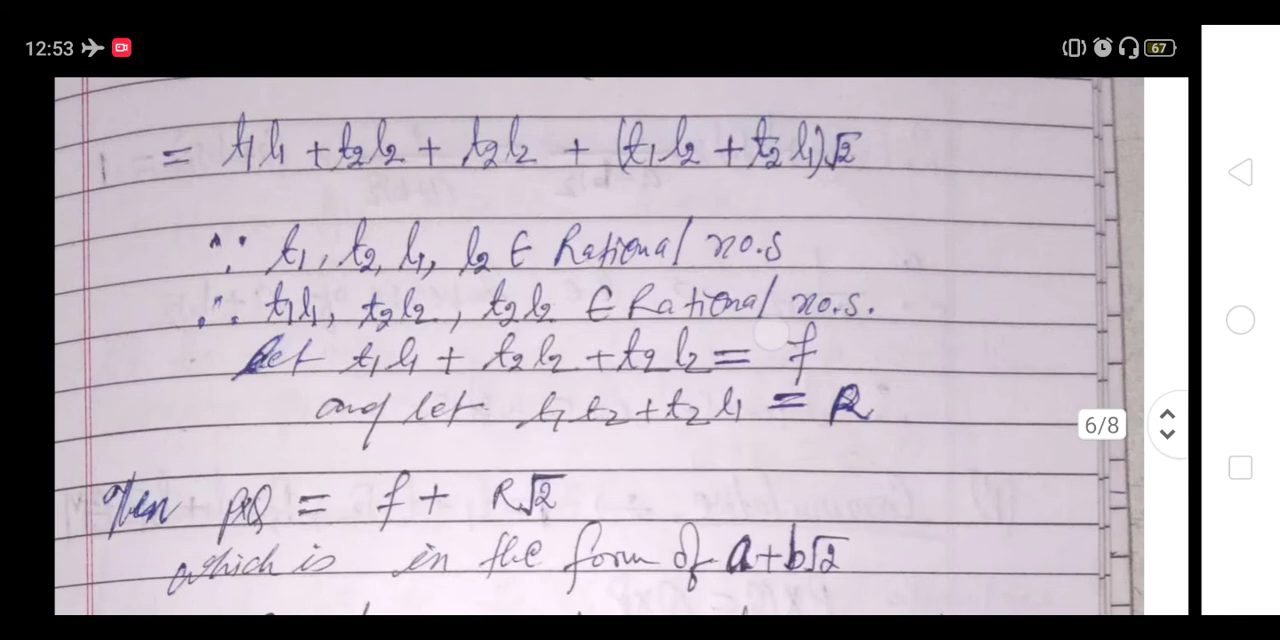 12:53
67
= t₁l₁ + t₂l₂ + t₂l₂ + (t₁l₂ + t₂l₁)√2
∵ t₁, t₂, l₁, l₂ ∈ Rational no.s
∴ t₁l₁, t₂l₂, t₂l₂ ∈ Rational no.s.
Let t₁l₁ + t₂l₂ + t₂l₂ = f
and let t₁t₂ + t₂l₁ = R
6/8
then PXQ = f + R√2
which is in the form of a+b√2